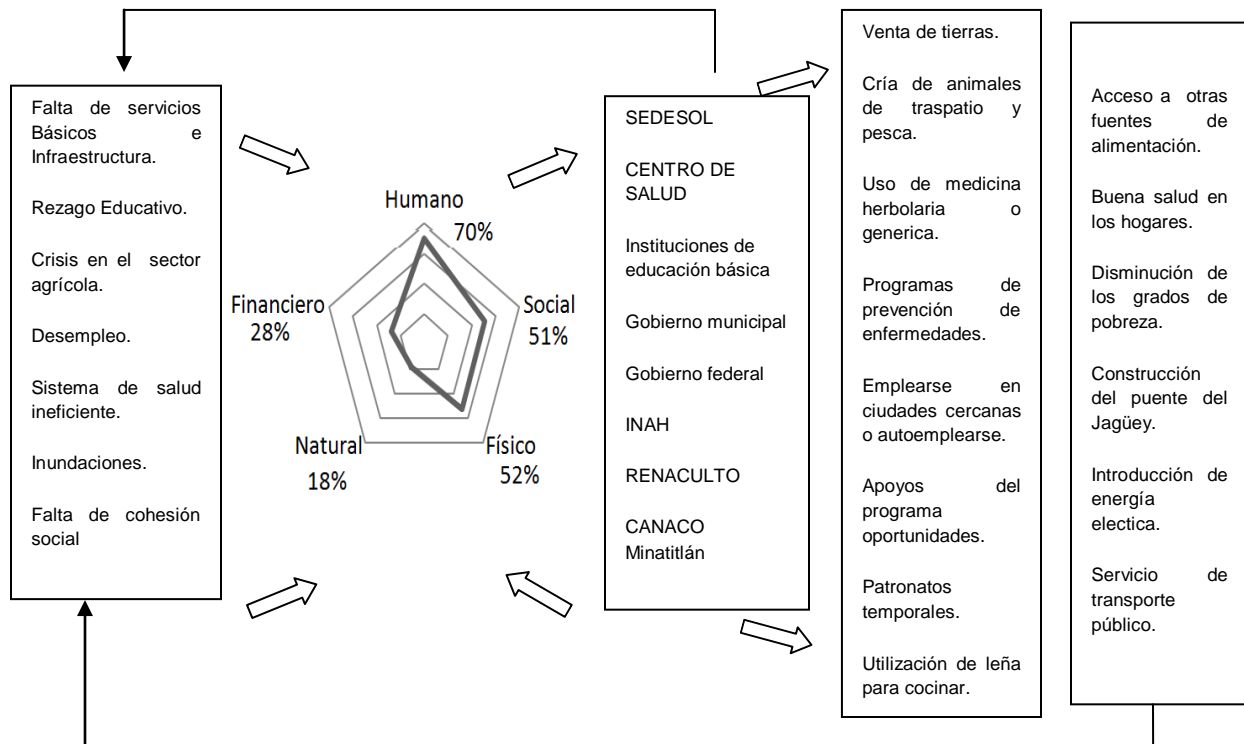 Falta de servicios
Básicos e
Infraestructura.
Rezago Educativo.
Crisis en el sector
agrícola.
Desempleo.
Sistema de salud
ineficiente.
Inundaciones.
Falta de cohesión
social
Humano
70%
Financiero
28%
Social
51%
Natural
18%
Físico
52%
SEDESOL
CENTRO DE
SALUD
Instituciones de
educación básica
Gobierno municipal
Gobierno federal
INAH
RENACULTO
CANACO
Minatitlán
Venta de tierras.
Cría de animales
de traspatio y
pesca.
Uso de medicina
herbolaria o
generica.
Programas de
prevención de
enfermedades.
Emplearse en
ciudades cercanas
o autoemplearse.
Apoyos del
programa
oportunidades.
Patronatos
temporales.
Utilización de leña
para cocinar.
Acceso a otras
fuentes de
alimentación.
Buena salud en
los hogares.
Disminución de
los grados de
pobreza.
Construcción
del puente del
Jagüey.
Introducción de
energía
electica.
Servicio de
transporte
público.